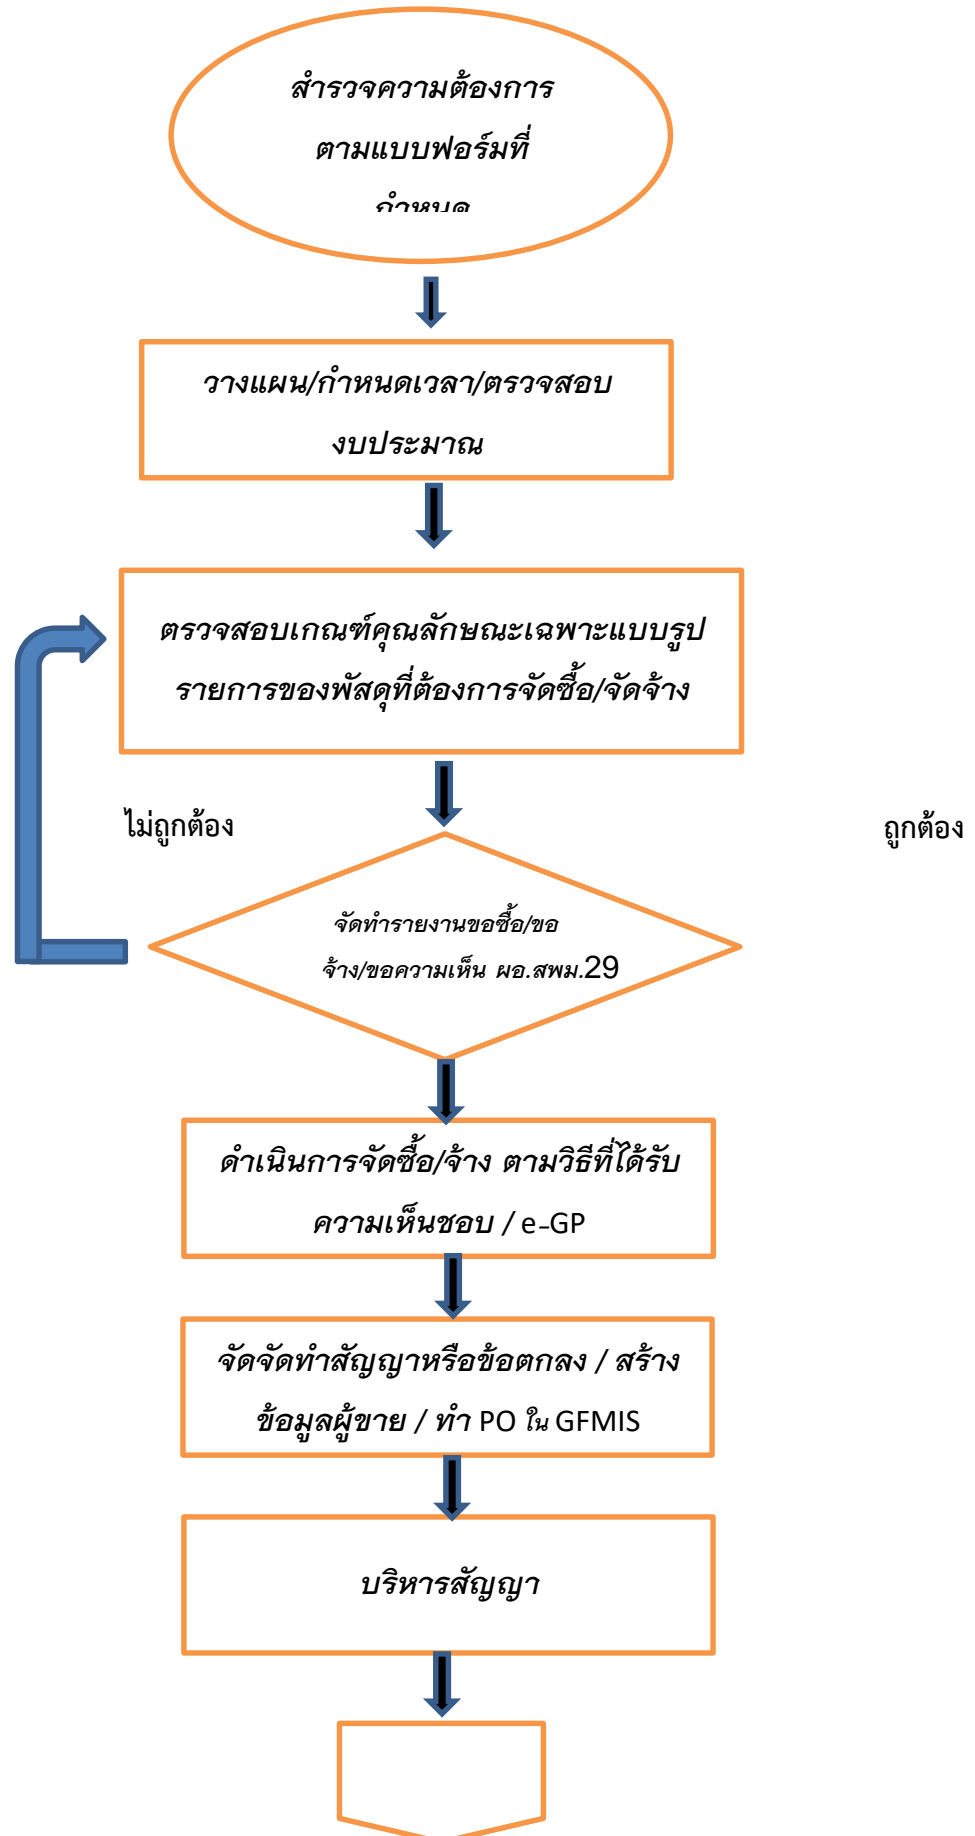 สำรวจความต้องการ
ตามแบบฟอร์มที่
กำหนด
วางแผน/กำหนดเวลา/ตรวจสอบ
งบประมาณ
ตรวจสอบเกณฑ์คุณลักษณะเฉพาะแบบรูป
รายการของพัสดุที่ต้องการจัดซื้อ/จัดจ้าง
ไม่ถูกต้อง
ถูกต้อง
จัดทำรายงานขอซื้อ/ขอ
จ้าง/ขอความเห็น ผอ.สพม.29
ดำเนินการจัดซื้อ/จ้าง ตามวิธีที่ได้รับ
ความเห็นชอบ / e-GP
จัดจัดทำสัญญาหรือข้อตกลง / สร้าง
ข้อมูลผู้ขาย / ทำ PO ใน GFMIS
บริหารสัญญา